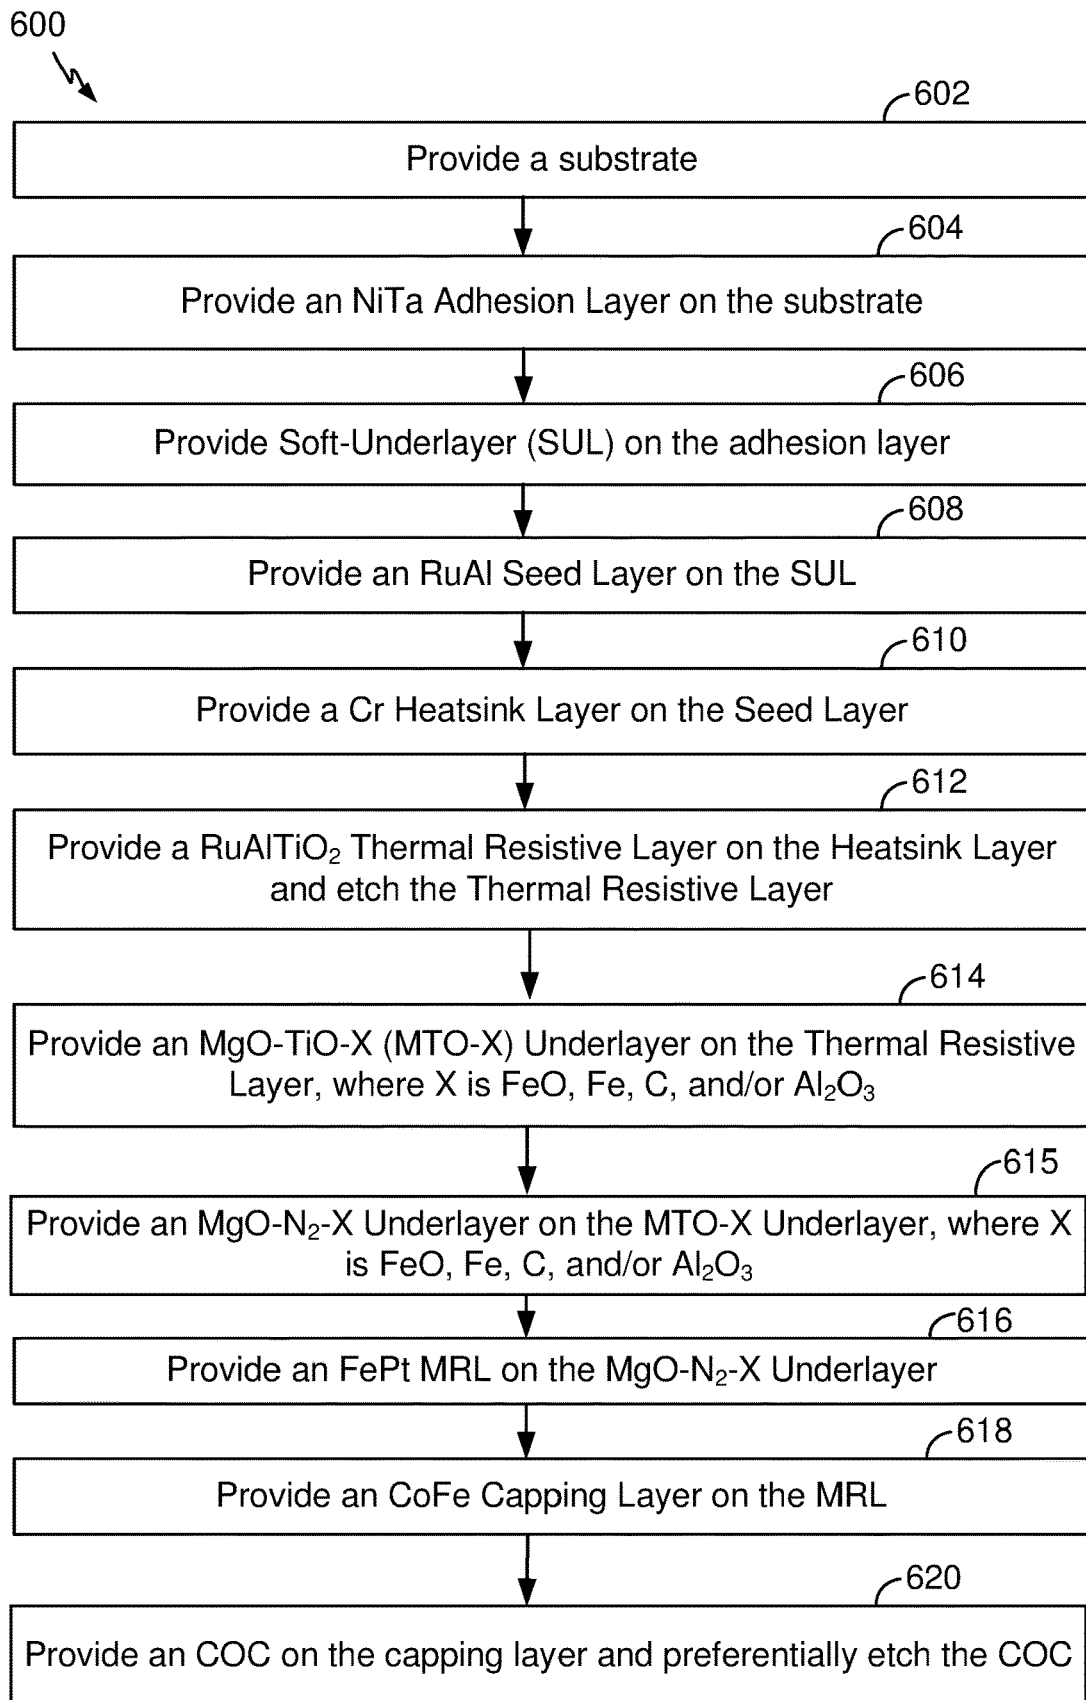 600
602
Provide a substrate
604
Provide an NiTa Adhesion Layer on the substrate
606
Provide Soft-Underlayer (SUL) on the adhesion layer
608
Provide an RuAl Seed Layer on the SUL
610
Provide a Cr Heatsink Layer on the Seed Layer
612
Provide a RuAlTiO₂ Thermal Resistive Layer on the Heatsink Layer
and etch the Thermal Resistive Layer
614
Provide an MgO-TiO-X (MTO-X) Underlayer on the Thermal Resistive
Layer, where X is FeO, Fe, C, and/or Al₂O₃
615
Provide an MgO-N₂-X Underlayer on the MTO-X Underlayer, where X
is FeO, Fe, C, and/or Al₂O₃
616
Provide an FePt MRL on the MgO-N₂-X Underlayer
618
Provide an CoFe Capping Layer on the MRL
620
Provide an COC on the capping layer and preferentially etch the COC